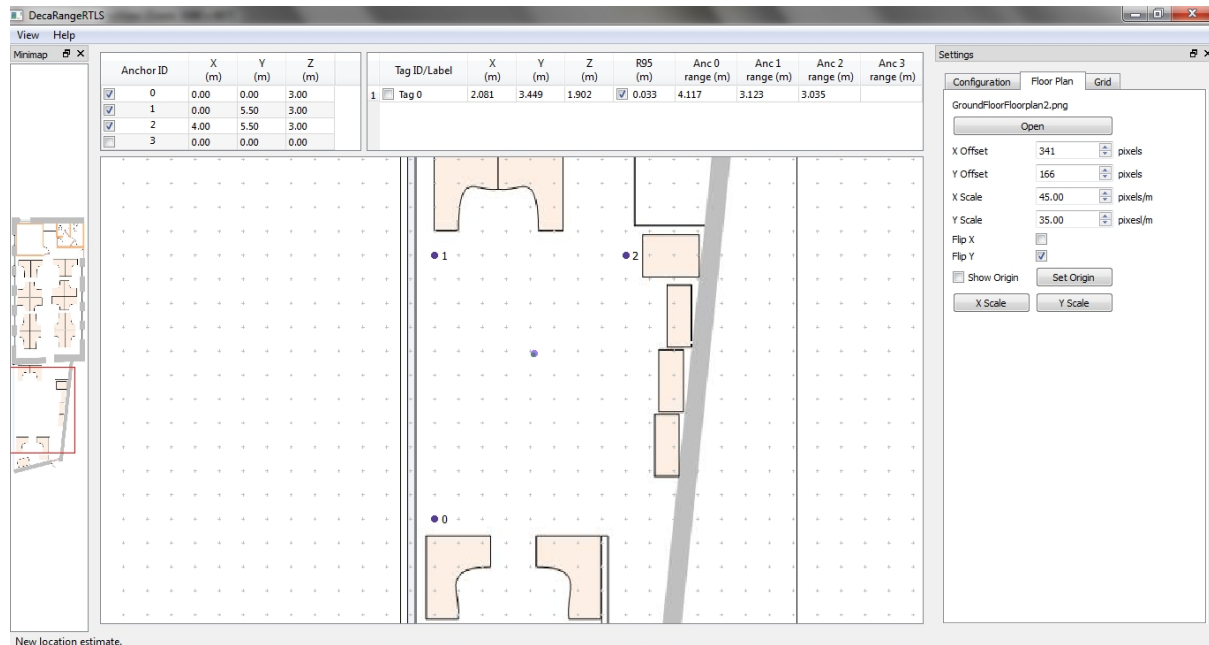 DecaRangeRTLS
View Help
Minimap
Anchor ID X (m) Y (m) Z (m)
0 0.00 0.00 3.00
1 0.00 5.50 3.00
2 4.00 5.50 3.00
3 0.00 0.00 0.00
Tag ID/Label X (m) Y (m) Z (m) R95 (m) Anc 0 range (m) Anc 1 range (m) Anc 2 range (m) Anc 3 range (m)
1 Tag 0 2.081 3.449 1.902 0.033 4.117 3.123 3.035
1
2
0
Settings
Configuration Floor Plan Grid
GroundFloorFloorplan2.png
Open
X Offset 341 pixels
Y Offset 166 pixels
X Scale 45.00 pixels/m
Y Scale 35.00 pixesl/m
Flip X
Flip Y
Show Origin Set Origin
X Scale Y Scale
New location estimate.